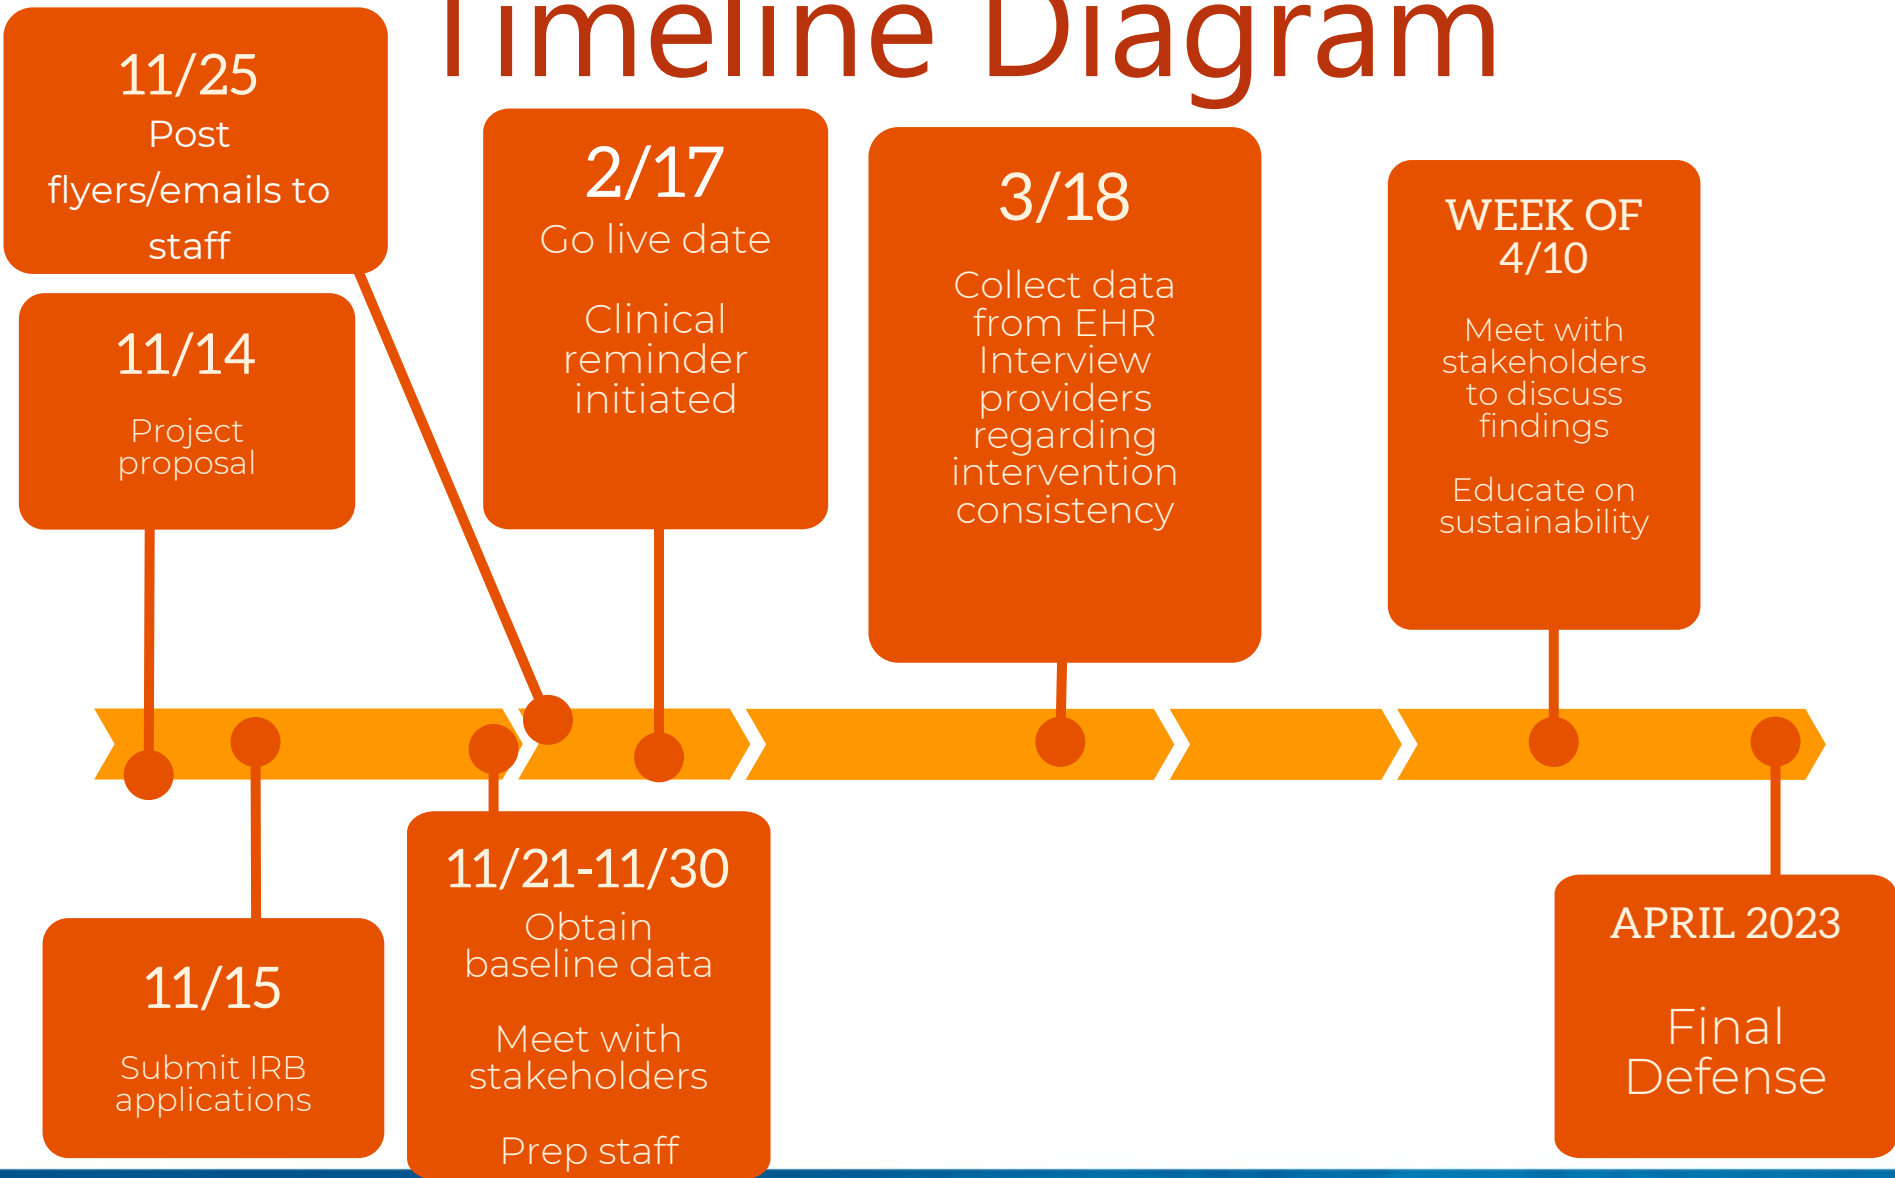 Timeline Diagram
11/25
Post
flyers/emails to
staff
11/14
Project
proposal
2/17
Go live date
Clinical
reminder
initiated
3/18
Collect data
from EHR
Interview
providers
regarding
intervention
consistency
WEEK OF
4/10
Meet with
stakeholders
to discuss
findings
Educate on
sustainability
11/15
Submit IRB
applications
11/21-11/30
Obtain
baseline data
Meet with
stakeholders
Prep staff
APRIL 2023
Final
Defense